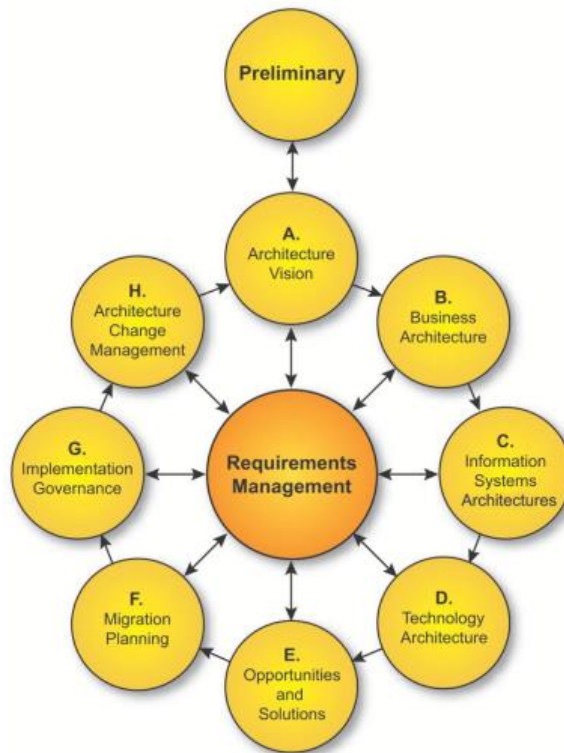 Preliminary
A.
Architecture
Vision
B.
Business
Architecture
C.
Information
Systems
Architectures
D.
Technology
Architecture
E.
Opportunities
and
Solutions
F.
Migration
Planning
G.
Implementation
Governance
H.
Architecture
Change
Management
Requirements
Management